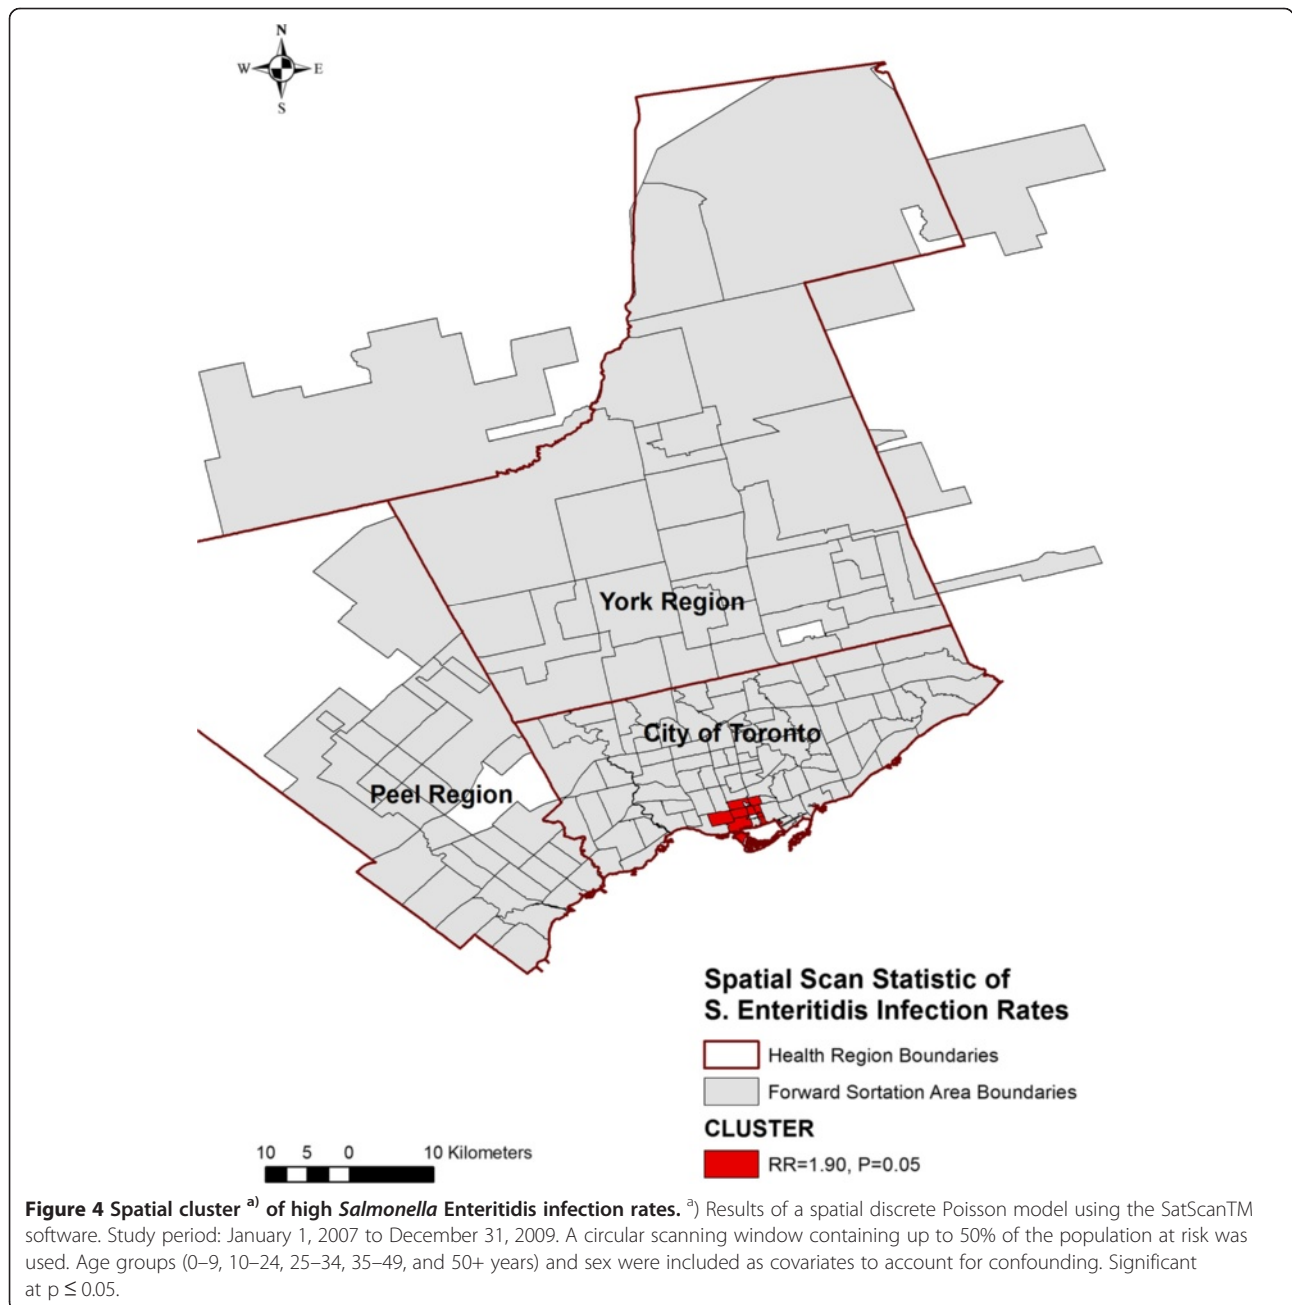 N
W E
S
York Region
City of Toronto
Peel Region
Spatial Scan Statistic of
S. Enteritidis Infection Rates
Health Region Boundaries
Forward Sortation Area Boundaries
CLUSTER
RR=1.90, P=0.05
10 5 0 10 Kilometers
Figure 4 Spatial cluster a) of high Salmonella Enteritidis infection rates. a) Results of a spatial discrete Poisson model using the SatScanTM
software. Study period: January 1, 2007 to December 31, 2009. A circular scanning window containing up to 50% of the population at risk was
used. Age groups (0–9, 10–24, 25–34, 35–49, and 50+ years) and sex were included as covariates to account for confounding. Significant
at p ≤ 0.05.